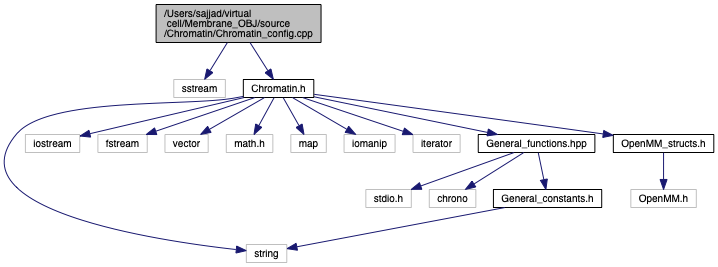 /Users/sajjad/virtual
cell/Membrane_OBJ/source
/Chromatin/Chromatin_config.cpp
sstream
Chromatin.h
iostream
fstream
vector
math.h
map
iomanip
iterator
General_functions.hpp
OpenMM_structs.h
stdio.h
chrono
General_constants.h
OpenMM.h
string